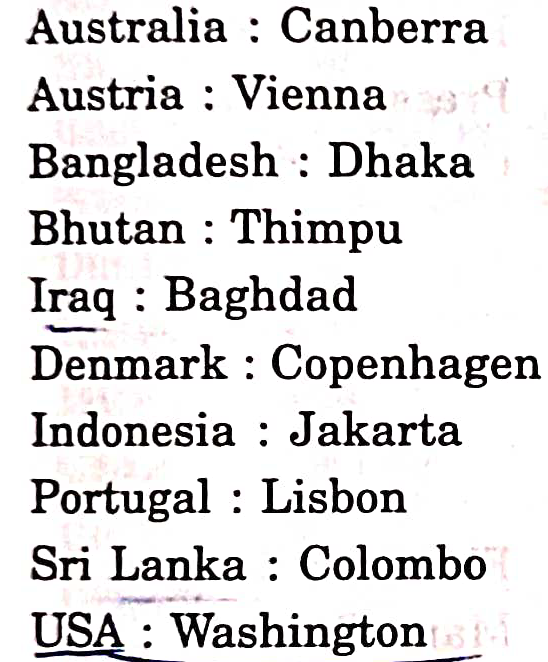 Australia : Canberra
Austria : Vienna
Bangladesh : Dhaka
Bhutan : Thimpu
Iraq : Baghdad
Denmark : Copenhagen
Indonesia : Jakarta
Portugal : Lisbon
Sri Lanka : Colombo
USA : Washington